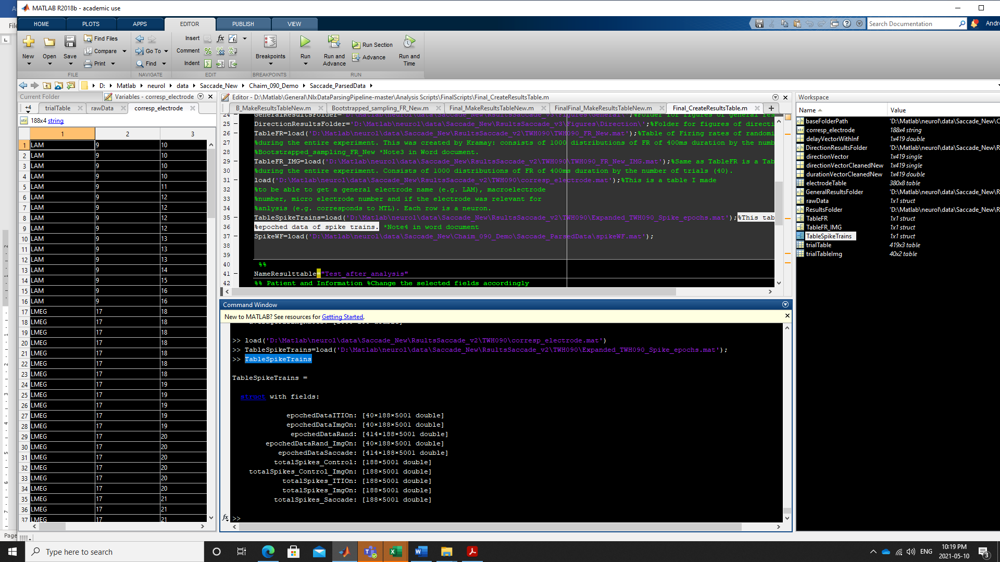 MATLAB R2018b - academic use
HOME PLOTS APPS EDITOR PUBLISH VIEW
Search Documentation
Andre
New Open Save Find Files Compare Print
FILE
Go To Find
NAVIGATE
Insert Comment Indent
EDIT
Breakpoints
BREAKPOINTS
Run Run and Advance Run Section Advance Run and Time
RUN
D: Matlab neurol data Saccade_New Chaim_090_Demo Saccade_ParsedData
Current Folder
Variables - corresp_electrode
+4 trialTable rawData corresp_electrode
188x4 string
1 2 3
1 LAM 9 10
2 LAM 9 10
3 LAM 9 10
4 LAM 9 10
5 LAM 9 11
6 LAM 9 12
7 LAM 9 12
8 LAM 9 12
9 LAM 9 12
10 LAM 9 13
11 LAM 9 13
12 LAM 9 13
13 LAM 9 14
14 LAM 9 15
15 LAM 9 16
16 LAM 9 16
17 LMEG 17 18
18 LMEG 17 18
19 LMEG 17 18
20 LMEG 17 18
21 LMEG 17 18
22 LMEG 17 18
23 LMEG 17 18
24 LMEG 17 19
25 LMEG 17 19
26 LMEG 17 19
27 LMEG 17 19
28 LMEG 17 19
29 LMEG 17 20
30 LMEG 17 20
31 LMEG 17 20
32 LMEG 17 20
33 LMEG 17 20
34 LMEG 17 20
35 LMEG 17 21
36 LMEG 17 21
37 LMEG 17 21
Editor - D:\Matlab\General\NlxDataParsingPipeline-master\Analysis Scripts\FinalScripts\Final_CreateResultsTable.m
B_MakeResultsTableNew.m Bootstrapped_sampling_FR_New.m Final_MakeResultsTableNew.m FinalFinal_MakeResultsTableNew.m Final_CreateResultsTable.m
24 GeneralResultsFolder='D:\Matlab\neurol\data\Saccade_New\RsultsSaccade_v3\Figures\General\';%Folder for figures of general res
25 DirectionResultsFolder='D:\Matlab\neurol\data\Saccade_New\RsultsSaccade_v3\Figures\Direction\';%Folder for figures of directi
26 TableFR=load('D:\Matlab\neurol\data\Saccade_New\RsultsSaccade_v2\TWH090\TWH090_FR_New.mat');%Table of Firing rates of randomi
27 %during the entire experiment. This was created by Kramay: consists of 1000 distributions of FR of 400ms duration by the numb
28 %Bootstrapped_sampling_FR_New *Note3 in Word document.
29 TableFR_IMG=load('D:\Matlab\neurol\data\Saccade_New\RsultsSaccade_v2\TWH090\TWH090_FR_New_IMG.mat');%Same as TableFR is a Tab
30 %during the entire experiment. Consists of 1000 distributions of FR of 400ms duration by the number of trials (40).
31 load('D:\Matlab\neurol\data\Saccade_New\RsultsSaccade_v2\TWH090\corresp_electrode.mat');%This is a table I made
32 %to be able to get a general electrode name (e.g. LAM), macroelectrode
33 %number, micro electrode number and if the electrode was relevant for
34 %anlysis (e.g. corresponds to MTL). Each row is a neuron.
35 TableSpikeTrains=load('D:\Matlab\neurol\data\Saccade_New\RsultsSaccade_v2\TWH090\Expanded_TWH090_Spike_epochs.mat');%This tab
36 %epoched data of spike trains. *Note4 in word document
37 SpikeWF=load('D:\Matlab\neurol\data\Saccade_New\Chaim_090_Demo\Saccade_ParsedData\spikeWF.mat');
38
39
40 %%
41 NameResulttable="Test_after_analysis"
42 %% Patient and Information %Change the selected fields accordingly
Command Window
New to MATLAB? See resources for Getting Started.
>> load('D:\Matlab\neurol\data\Saccade_New\RsultsSaccade_v2\TWH090\corresp_electrode.mat')
>> TableSpikeTrains=load('D:\Matlab\neurol\data\Saccade_New\RsultsSaccade_v2\TWH090\Expanded_TWH090_Spike_epochs.mat');
>> TableSpikeTrains
TableSpikeTrains =
struct with fields:
epochedDataITIOn: [40×188×5001 double]
epochedDataImgOn: [40×188×5001 double]
epochedDataRand: [414×188×5001 double]
epochedDataRand_ImgOn: [40×188×5001 double]
epochedDataSaccade: [414×188×5001 double]
totalSpikes_Control: [188×5001 double]
totalSpikes_Control_ImgOn: [188×5001 double]
totalSpikes_ITIOn: [188×5001 double]
totalSpikes_ImgOn: [188×5001 double]
totalSpikes_Saccade: [188×5001 double]
fx >>
Workspace
Name Value
baseFolderPath 'D:\Matlab\neurol\data\Saccade_New\C
corresp_electrode 188x4 string
delayVectorWithInf 1x419 double
DirectionResultsFolder 'D:\Matlab\neurol\data\Saccade_New\R
directionVector 1x419 single
directionVectorCleanedNew 1x419 single
durationVectorCleanedNew 1x419 double
electrodeTable 380x8 table
GeneralResultsFolder 'D:\Matlab\neurol\data\Saccade_New\R
rawData 1x1 struct
ResultsFolder 'D:\Matlab\neurol\data\Saccade_New\R
TableFR 1x1 struct
TableFR_IMG 1x1 struct
TableSpikeTrains 1x1 struct
trialTable 419x3 table
trialTableImg 40x2 table
Page
Type here to search
ENG
10:19 PM
2021-05-10
3